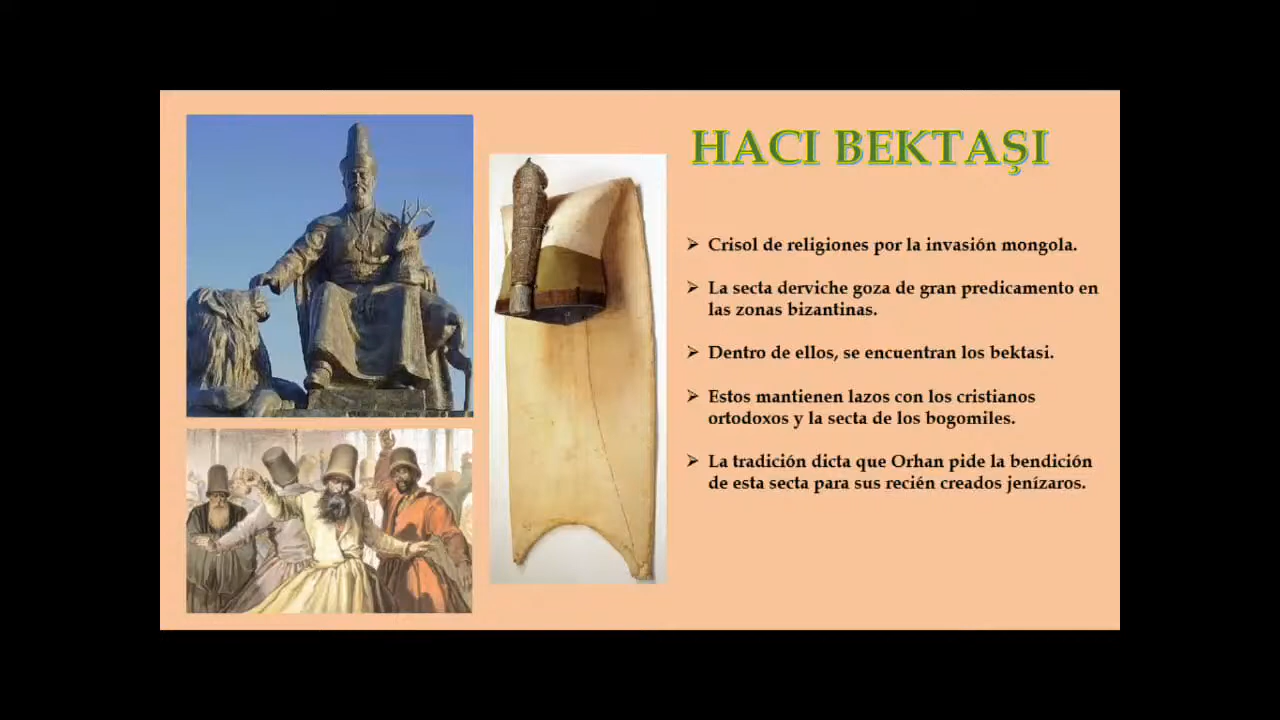 HACI BEKTAŞI
➢ Crisol de religiones por la invasión mongola.
➢ La secta derviche goza de gran predicamento en
las zonas bizantinas.
➢ Dentro de ellos, se encuentran los bektasi.
➢ Estos mantienen lazos con los cristianos
ortodoxos y la secta de los bogomiles.
➢ La tradición dicta que Orhan pide la bendición
de esta secta para sus recién creados jenízaros.